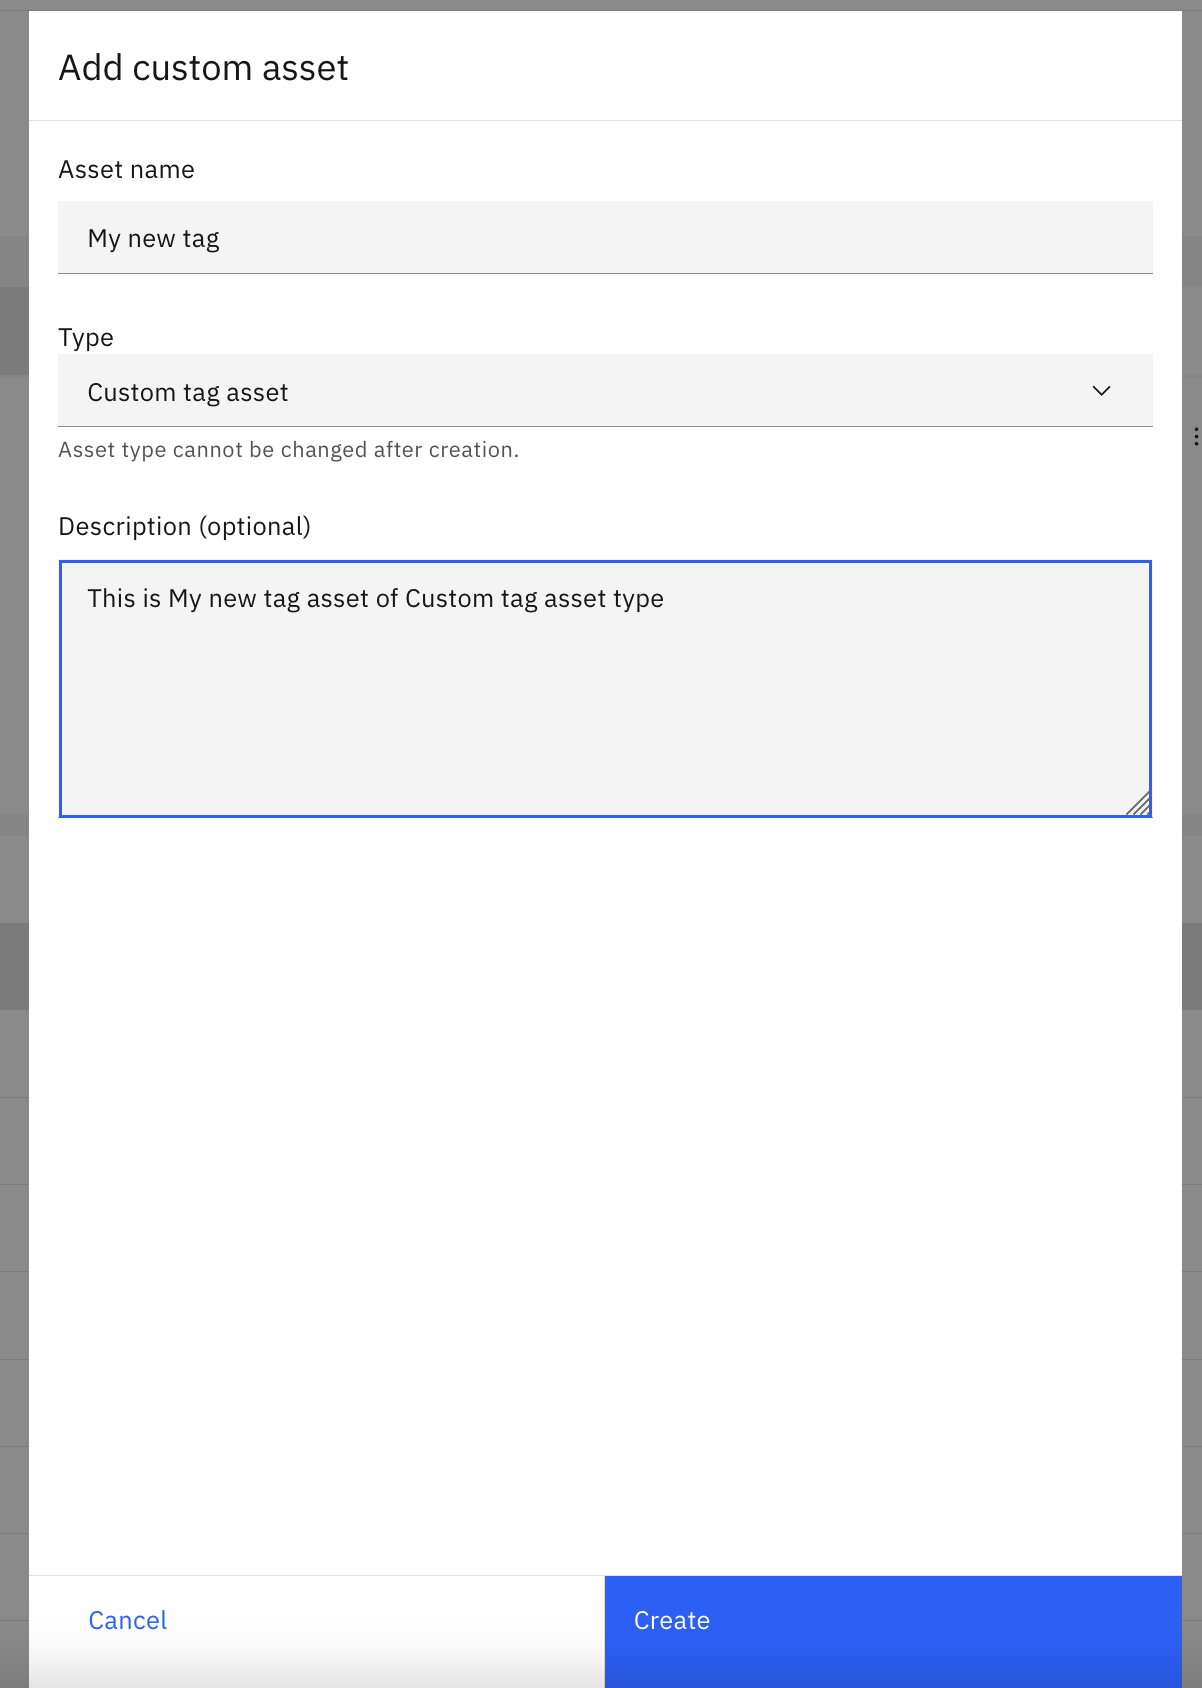 Add custom asset
Asset name
My new tag
Type
Custom tag asset
Asset type cannot be changed after creation.
Description (optional)
This is My new tag asset of Custom tag asset type
Cancel
Create